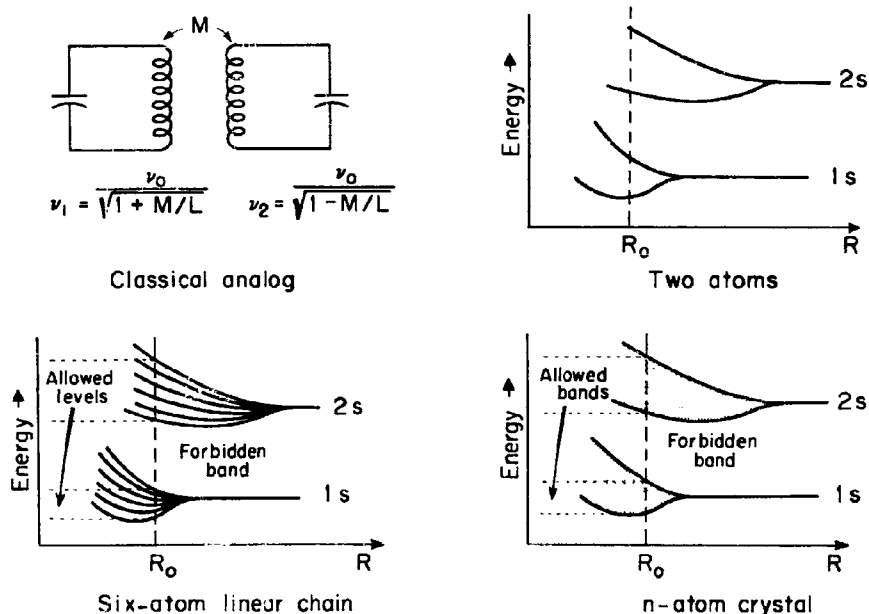 M
ν₁ = ν₀ / √(1 + M/L)
ν₂ = ν₀ / √(1 − M/L)
Classical analog
Energy →
2s
1s
R₀
R
Two atoms
Energy →
Allowed
levels
2s
Forbidden
band
1s
R₀
R
Six-atom linear chain
Energy →
Allowed
bands
2s
Forbidden
band
1s
R₀
R
n-atom crystal